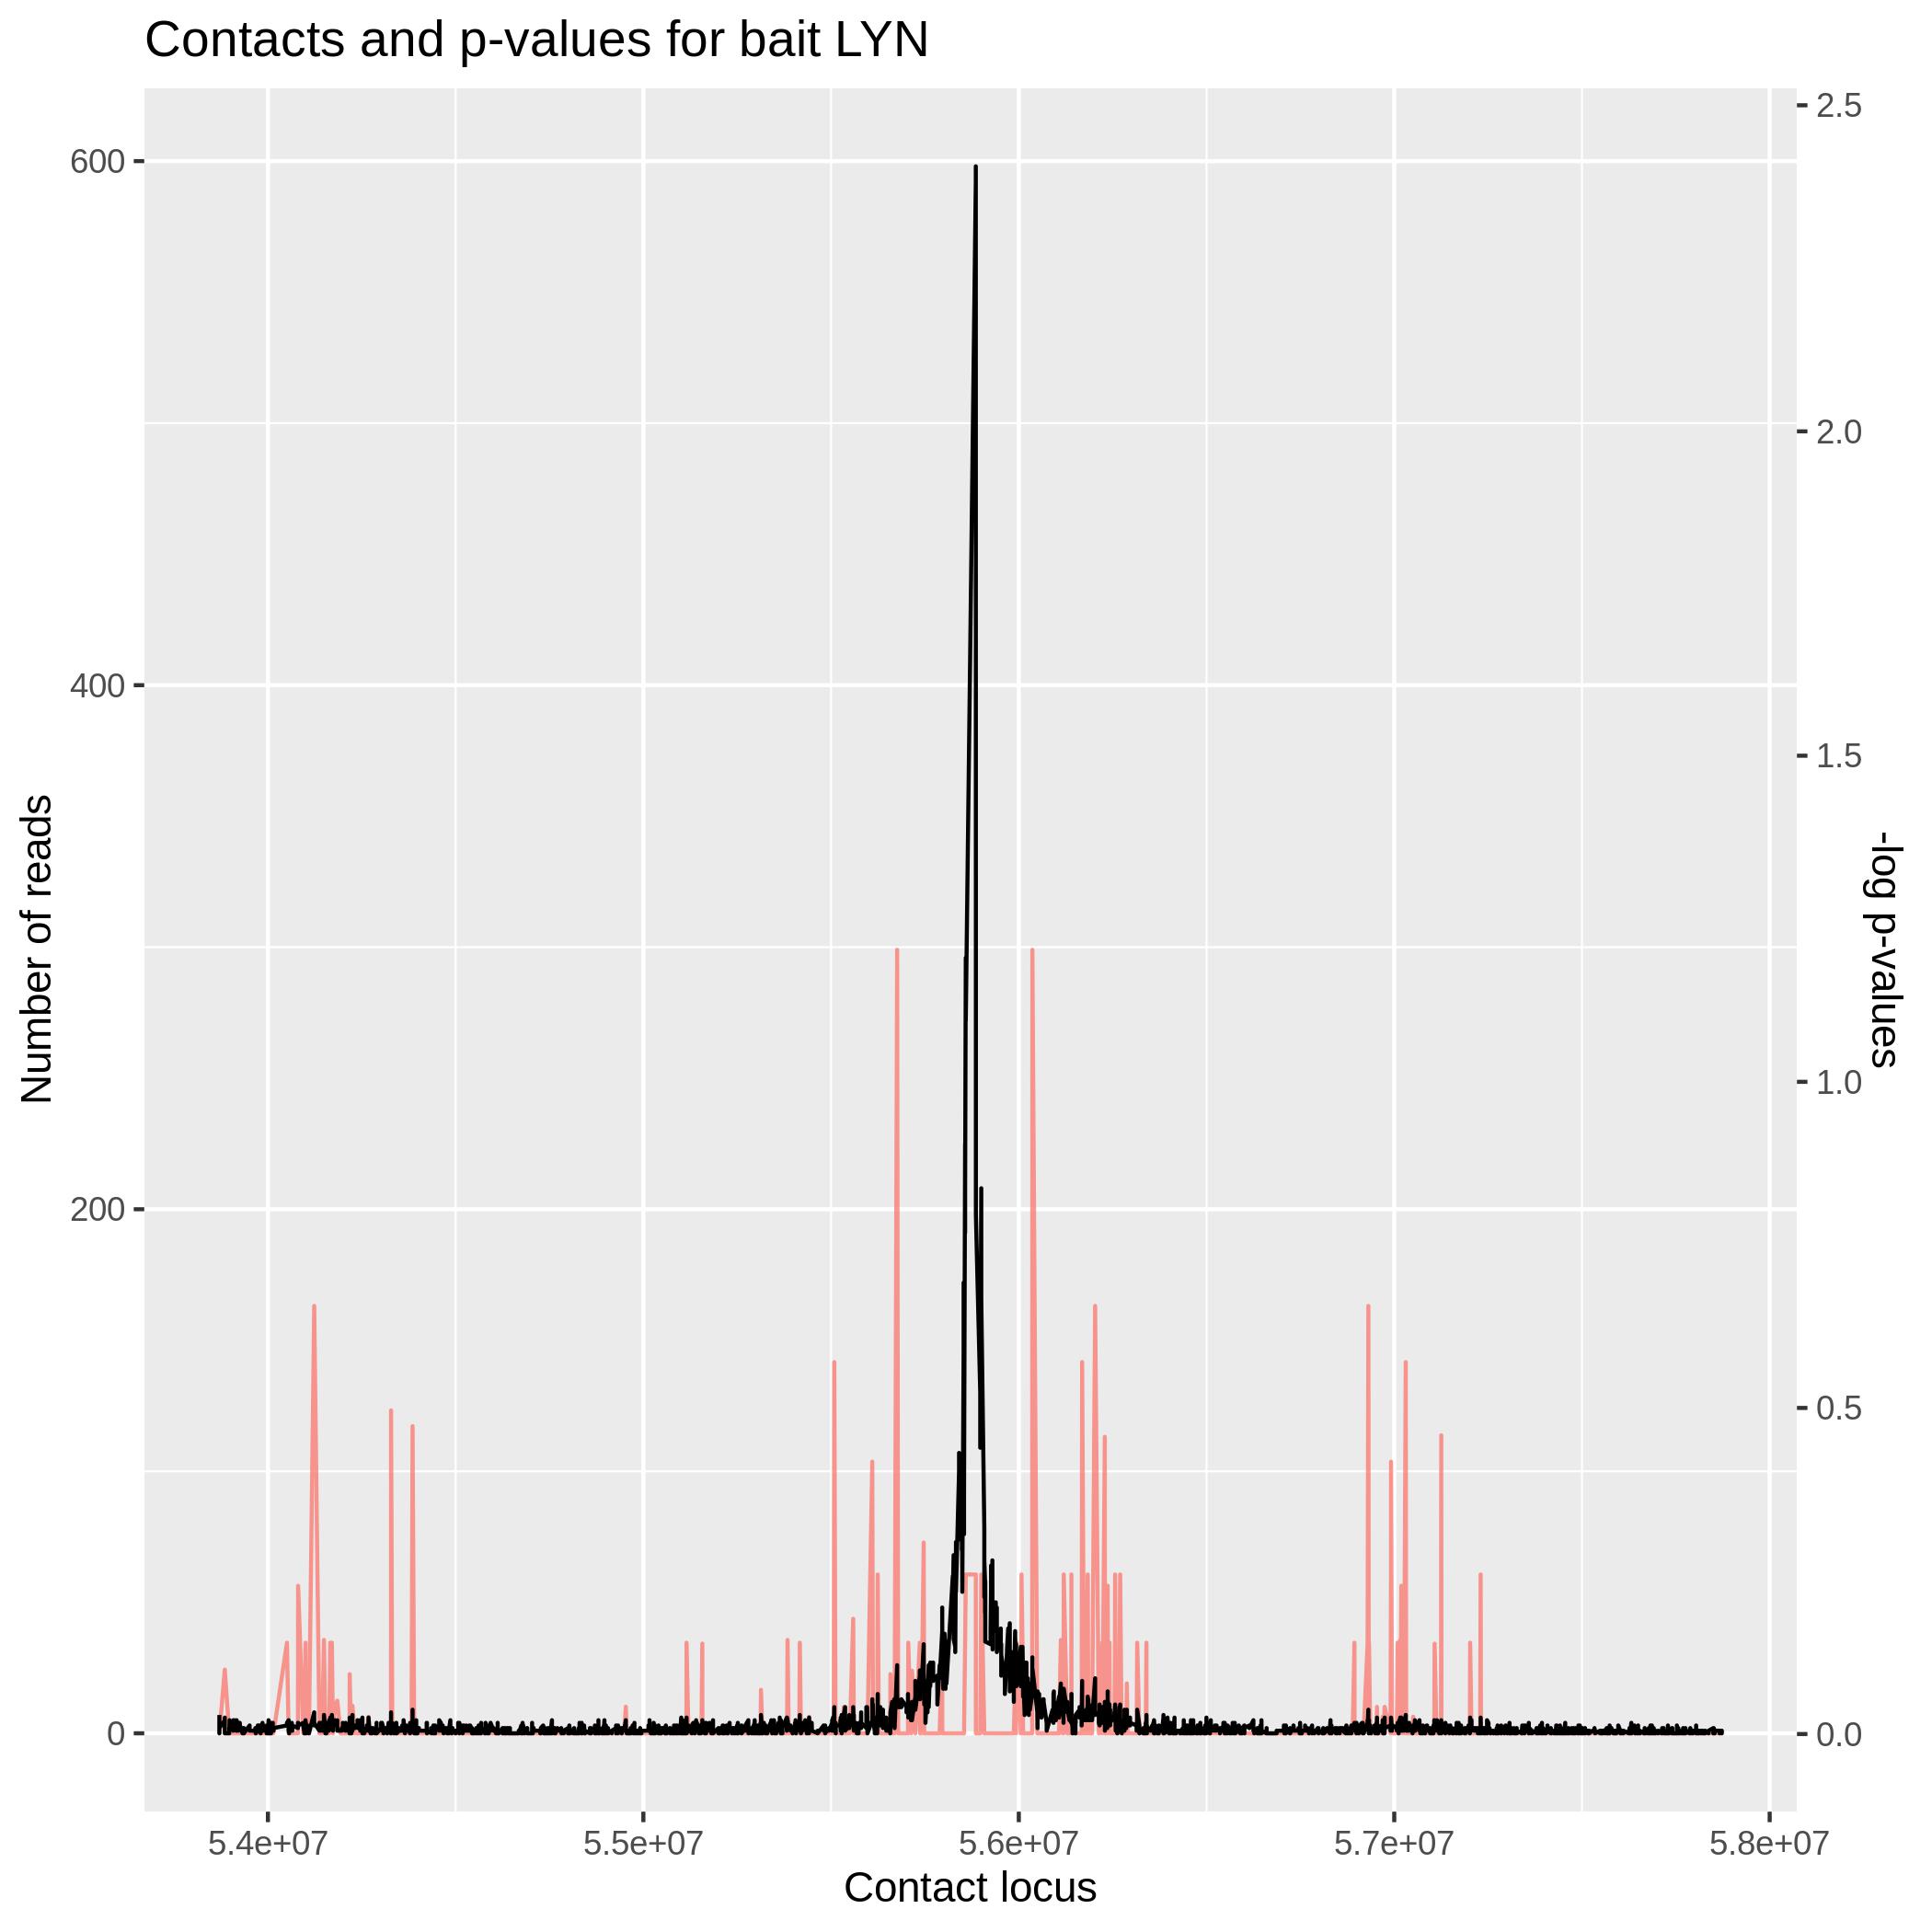 Contacts and p-values for bait LYN
600
400
200
0
Number of reads
2.5
2.0
1.5
1.0
0.5
0.0
-log p-values
5.4e+07
5.5e+07
5.6e+07
5.7e+07
5.8e+07
Contact locus